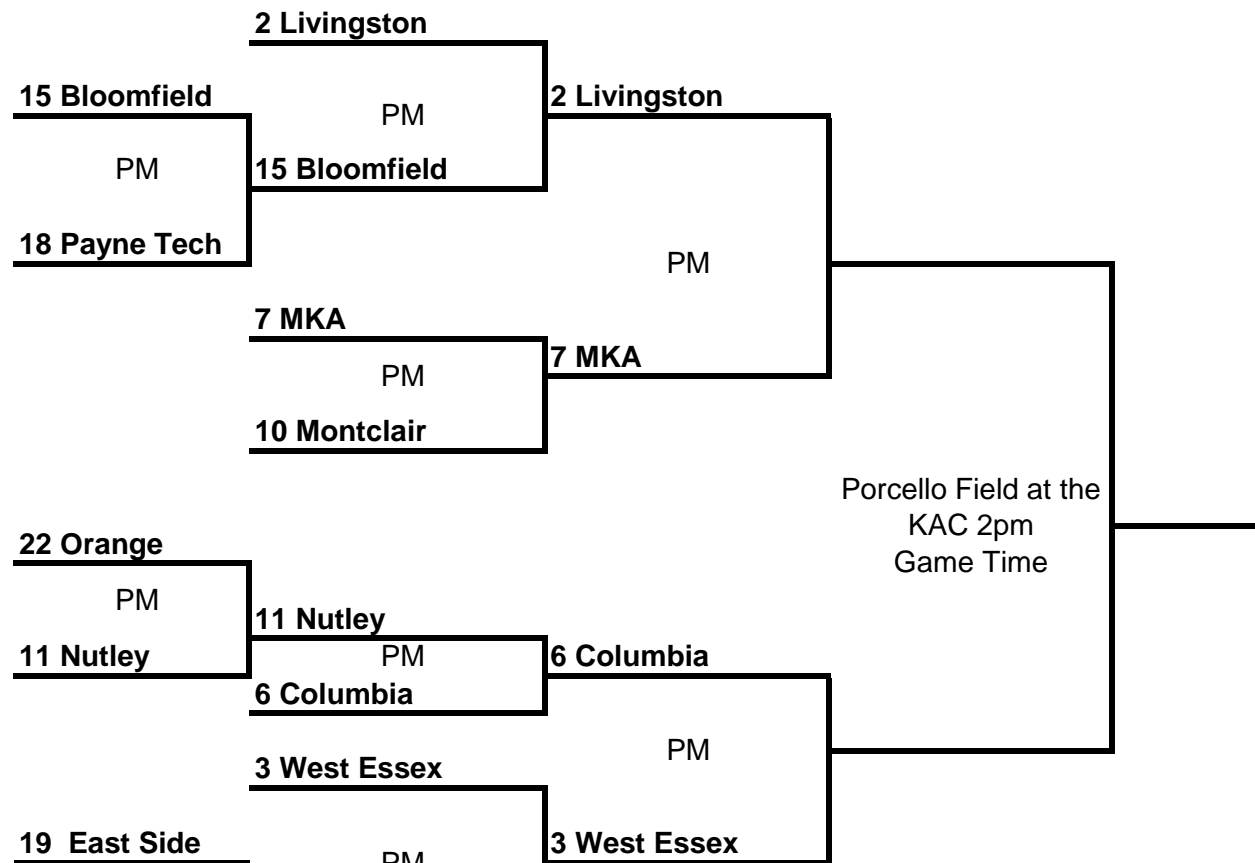 2 Livingston
15 Bloomfield
PM
2 Livingston
PM
15 Bloomfield
18 Payne Tech
PM
7 MKA
PM
7 MKA
10 Montclair
Porcello Field at the
KAC 2pm
Game Time
22 Orange
PM
11 Nutley
11 Nutley
PM
6 Columbia
6 Columbia
PM
3 West Essex
19 East Side
3 West Essex
PM